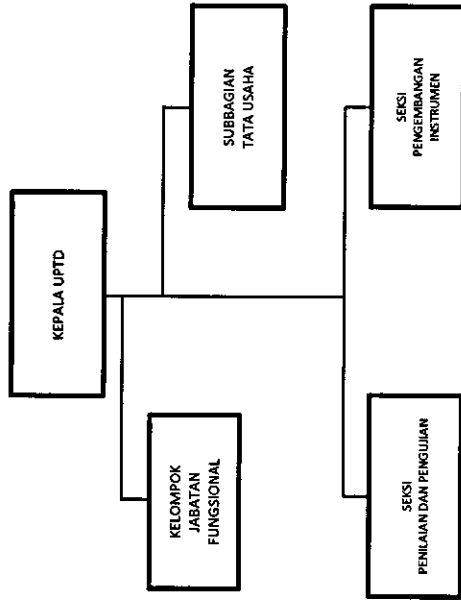 KEPALA UPTD
KELOMPOK
JABATAN
FUNGSIONAL
SUBBAGIAN
TATA USAHA
SEKSI
PENILAIAN DAN PENGUJIAN
SEKSI
PENGEMBANGAN
INSTRUMEN